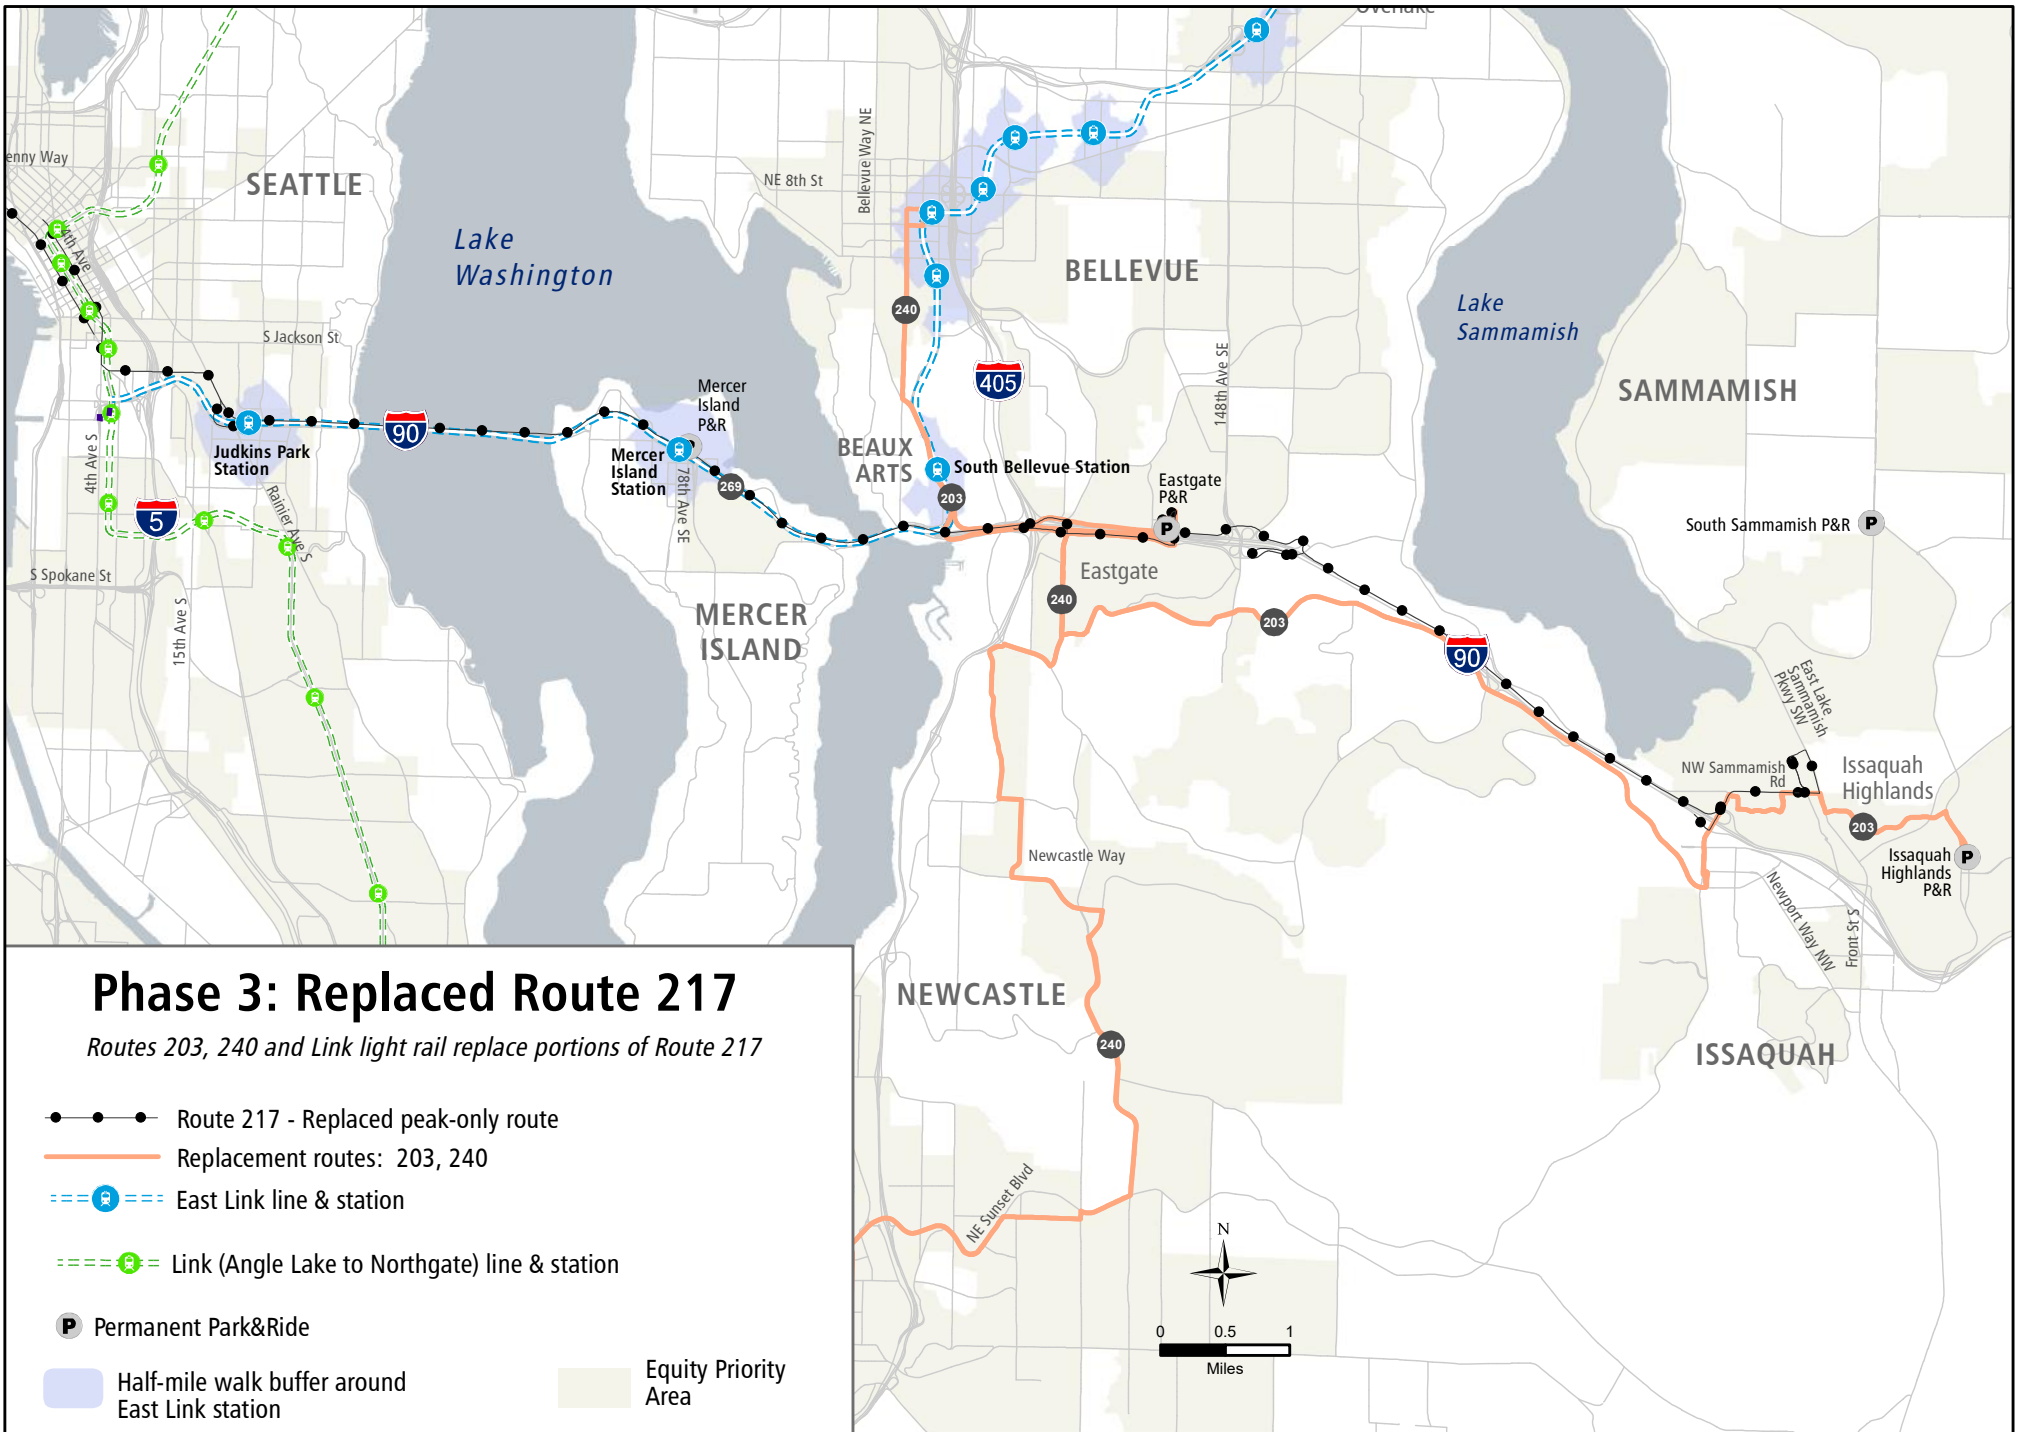 Overlake
enny Way
SEATTLE
Bellevue Way NE
NE 8th St
4th Ave
Lake
Washington
BELLEVUE
Lake
Sammamish
240
S Jackson St
405
148th Ave SE
SAMMAMISH
Mercer
Island
P&R
90
BEAUX
ARTS
Judkins Park
Station
4th Ave S
Mercer
Island
Station
South Bellevue Station
269
78th Ave SE
203
Eastgate
P&R
P
South Sammamish P&R
P
5
Rainier Ave S
S Spokane St
Eastgate
240
203
15th Ave S
MERCER
ISLAND
90
East Lake
Sammamish
Pkwy SW
NW Sammamish
Rd
Issaquah
Highlands
203
Issaquah
Highlands
P&R
P
Newcastle Way
Newport Way NW
Front St S
NEWCASTLE
240
ISSAQUAH
NE Sunset Blvd
Phase 3: Replaced Route 217
Routes 203, 240 and Link light rail replace portions of Route 217
Route 217 - Replaced peak-only route
Replacement routes: 203, 240
East Link line & station
Link (Angle Lake to Northgate) line & station
P Permanent Park&Ride
Half-mile walk buffer around
East Link station
Equity Priority
Area
N
0 0.5 1
Miles